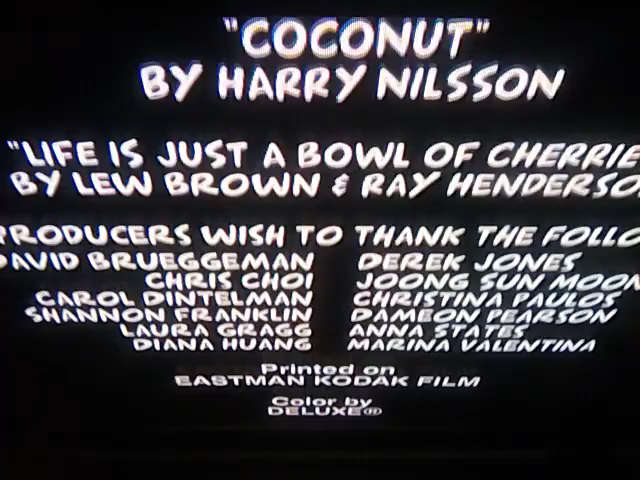 "COCONUT"
BY HARRY NILSSON
"LIFE IS JUST A BOWL OF CHERRIE
BY LEW BROWN & RAY HENDERSO
PRODUCERS WISH TO THANK THE FOLLO
DAVID BRUEGGEMAN DEREK JONES
CHRIS CHOI JOONG SUN MOON
CAROL DINTELMAN CHRISTINA PAULOS
SHANNON FRANKLIN DAMEON PEARSON
LAURA GRAGG ANNA STATES
DIANA HUANG MARINA VALENTINA
Printed on
EASTMAN KODAK FILM
Color by
DELUXE®